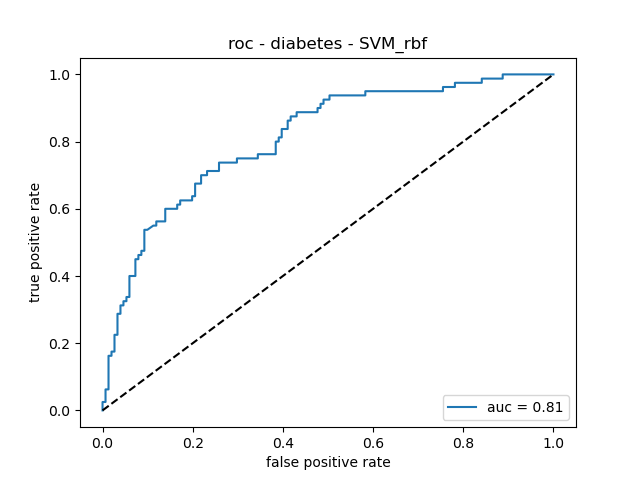 roc - diabetes - SVM_rbf
1.0
0.8
0.6
0.4
0.2
0.0
true positive rate
auc = 0.81
0.0 0.2 0.4 0.6 0.8 1.0
false positive rate